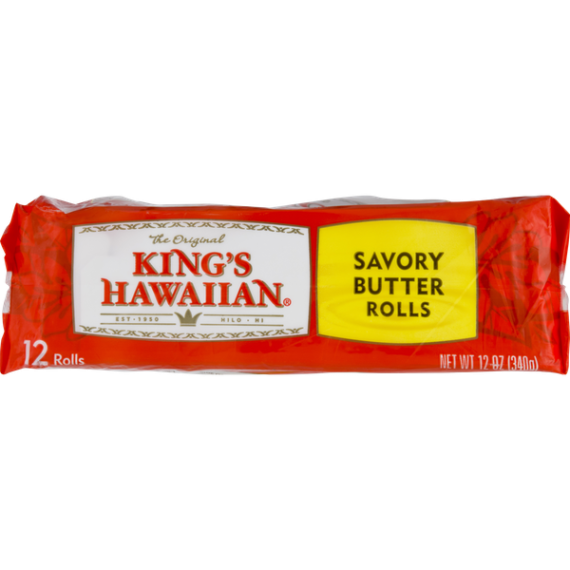 The Original
KING'S
HAWAIIAN®
EST • 1950
HILO • HI
SAVORY
BUTTER
ROLLS
12 Rolls
NET WT 12 OZ (340g)